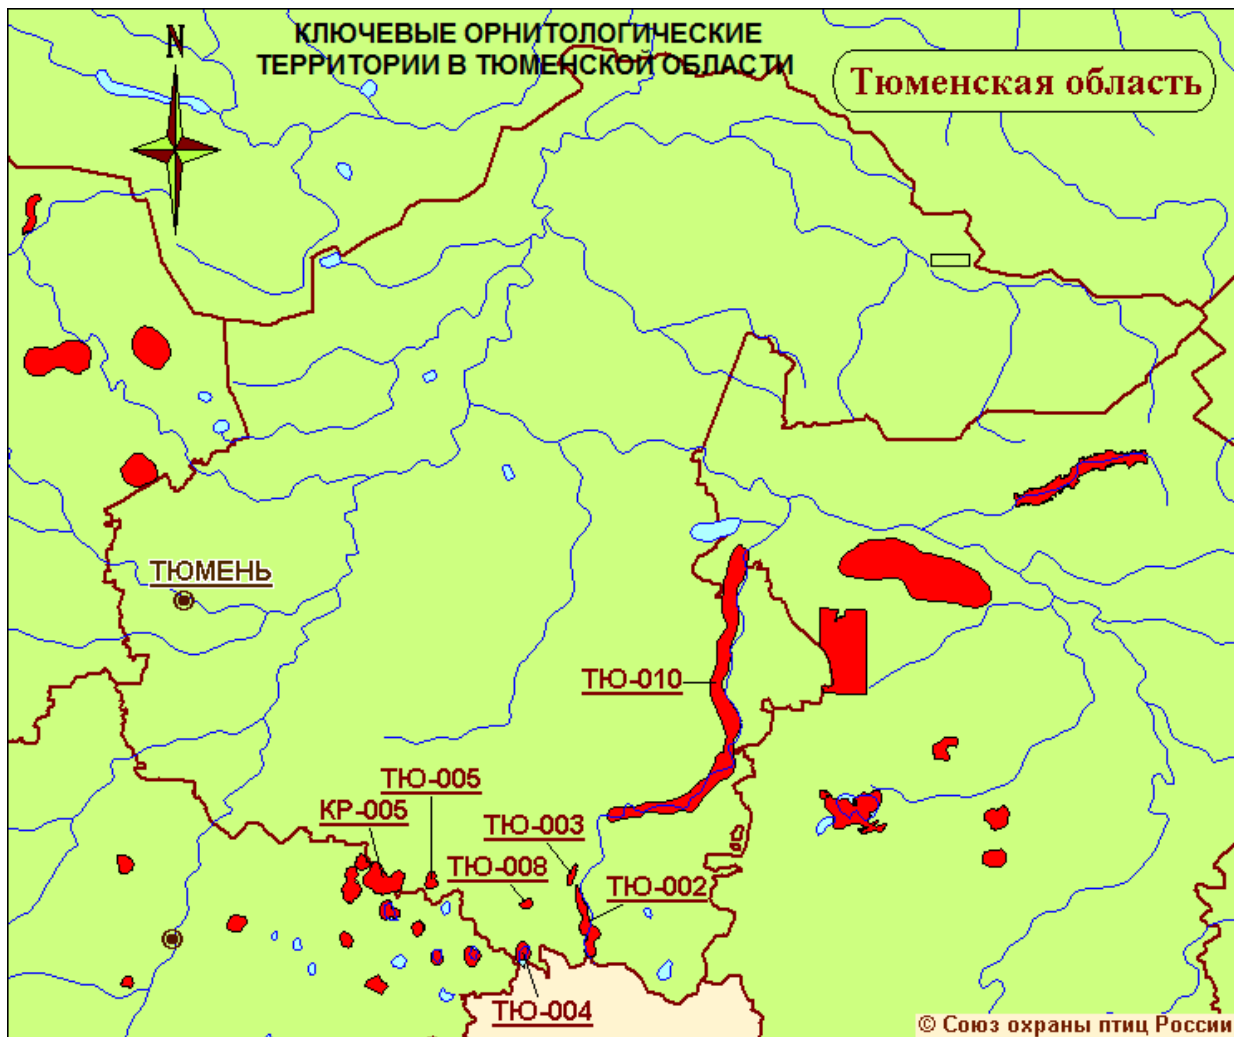 N
КЛЮЧЕВЫЕ ОРНИТОЛОГИЧЕСКИЕ
ТЕРРИТОРИИ В ТЮМЕНСКОЙ ОБЛАСТИ
Тюменская область
ТЮМЕНЬ
ТЮ-010
ТЮ-005
КР-005
ТЮ-003
ТЮ-008
ТЮ-002
ТЮ-004
© Союз охраны птиц России